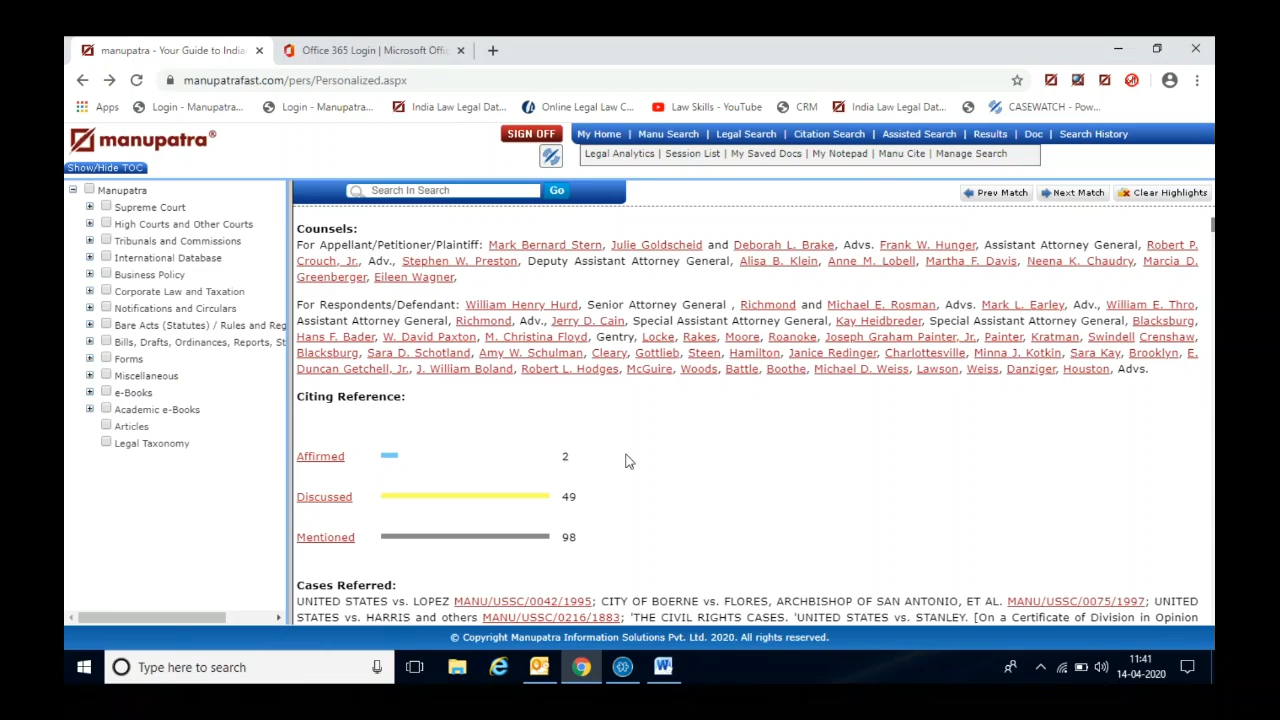 manupatra - Your Guide to India
Office 365 Login | Microsoft Offic
manupatrafast.com/pers/Personalized.aspx
Apps
Login - Manupatra...
Login - Manupatra...
India Law Legal Dat...
Online Legal Law C...
Law Skills - YouTube
CRM
India Law Legal Dat...
CASEWATCH - Pow...
manupatra®
SIGN OFF
My Home | Manu Search | Legal Search | Citation Search | Assisted Search | Results | Doc | Search History
Legal Analytics | Session List | My Saved Docs | My Notepad | Manu Cite | Manage Search
Show/Hide TOC
Manupatra
Supreme Court
High Courts and Other Courts
Tribunals and Commissions
International Database
Business Policy
Corporate Law and Taxation
Notifications and Circulars
Bare Acts (Statutes) / Rules and Reg
Bills, Drafts, Ordinances, Reports, St
Forms
Miscellaneous
e-Books
Academic e-Books
Articles
Legal Taxonomy
Search In Search
Go
Prev Match
Next Match
Clear Highlights
Counsels:
For Appellant/Petitioner/Plaintiff: Mark Bernard Stern, Julie Goldscheid and Deborah L. Brake, Advs. Frank W. Hunger, Assistant Attorney General, Robert P.
Crouch, Jr., Adv., Stephen W. Preston, Deputy Assistant Attorney General, Alisa B. Klein, Anne M. Lobell, Martha F. Davis, Neena K. Chaudry, Marcia D.
Greenberger, Eileen Wagner,
For Respondents/Defendant: William Henry Hurd, Senior Attorney General , Richmond and Michael E. Rosman, Advs. Mark L. Earley, Adv., William E. Thro,
Assistant Attorney General, Richmond, Adv., Jerry D. Cain, Special Assistant Attorney General, Kay Heidbreder, Special Assistant Attorney General, Blacksburg,
Hans F. Bader, W. David Paxton, M. Christina Floyd, Gentry, Locke, Rakes, Moore, Roanoke, Joseph Graham Painter, Jr., Painter, Kratman, Swindell Crenshaw,
Blacksburg, Sara D. Schotland, Amy W. Schulman, Cleary, Gottlieb, Steen, Hamilton, Janice Redinger, Charlottesville, Minna J. Kotkin, Sara Kay, Brooklyn, E.
Duncan Getchell, Jr., J. William Boland, Robert L. Hodges, McGuire, Woods, Battle, Boothe, Michael D. Weiss, Lawson, Weiss, Danziger, Houston, Advs.
Citing Reference:
Affirmed 2
Discussed 49
Mentioned 98
Cases Referred:
UNITED STATES vs. LOPEZ MANU/USSC/0042/1995; CITY OF BOERNE vs. FLORES, ARCHBISHOP OF SAN ANTONIO, ET AL. MANU/USSC/0075/1997; UNITED
STATES vs. HARRIS and others MANU/USSC/0216/1883; 'THE CIVIL RIGHTS CASES. 'UNITED STATES vs. STANLEY. [On a Certificate of Division in Opinion
© Copyright Manupatra Information Solutions Pvt. Ltd. 2020. All rights reserved.
Type here to search
11:41
14-04-2020